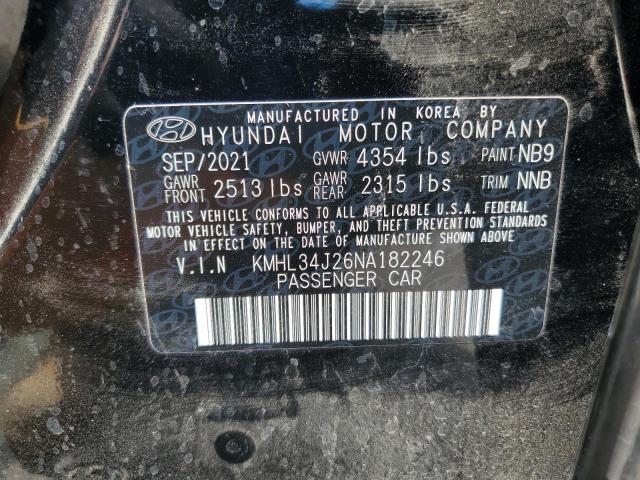 MANUFACTURED IN KOREA BY
HYUNDAI MOTOR COMPANY
SEP/2021 GVWR 4354 lbs PAINT NB9
GAWR FRONT 2513 lbs GAWR REAR 2315 lbs TRIM NNB
THIS VEHICLE CONFORMS TO ALL APPLICABLE U.S.A. FEDERAL
MOTOR VEHICLE SAFETY, BUMPER, AND THEFT PREVENTION STANDARDS
IN EFFECT ON THE DATE OF MANUFACTURE SHOWN ABOVE.
V.I.N KMHL34J26NA182246
PASSENGER CAR